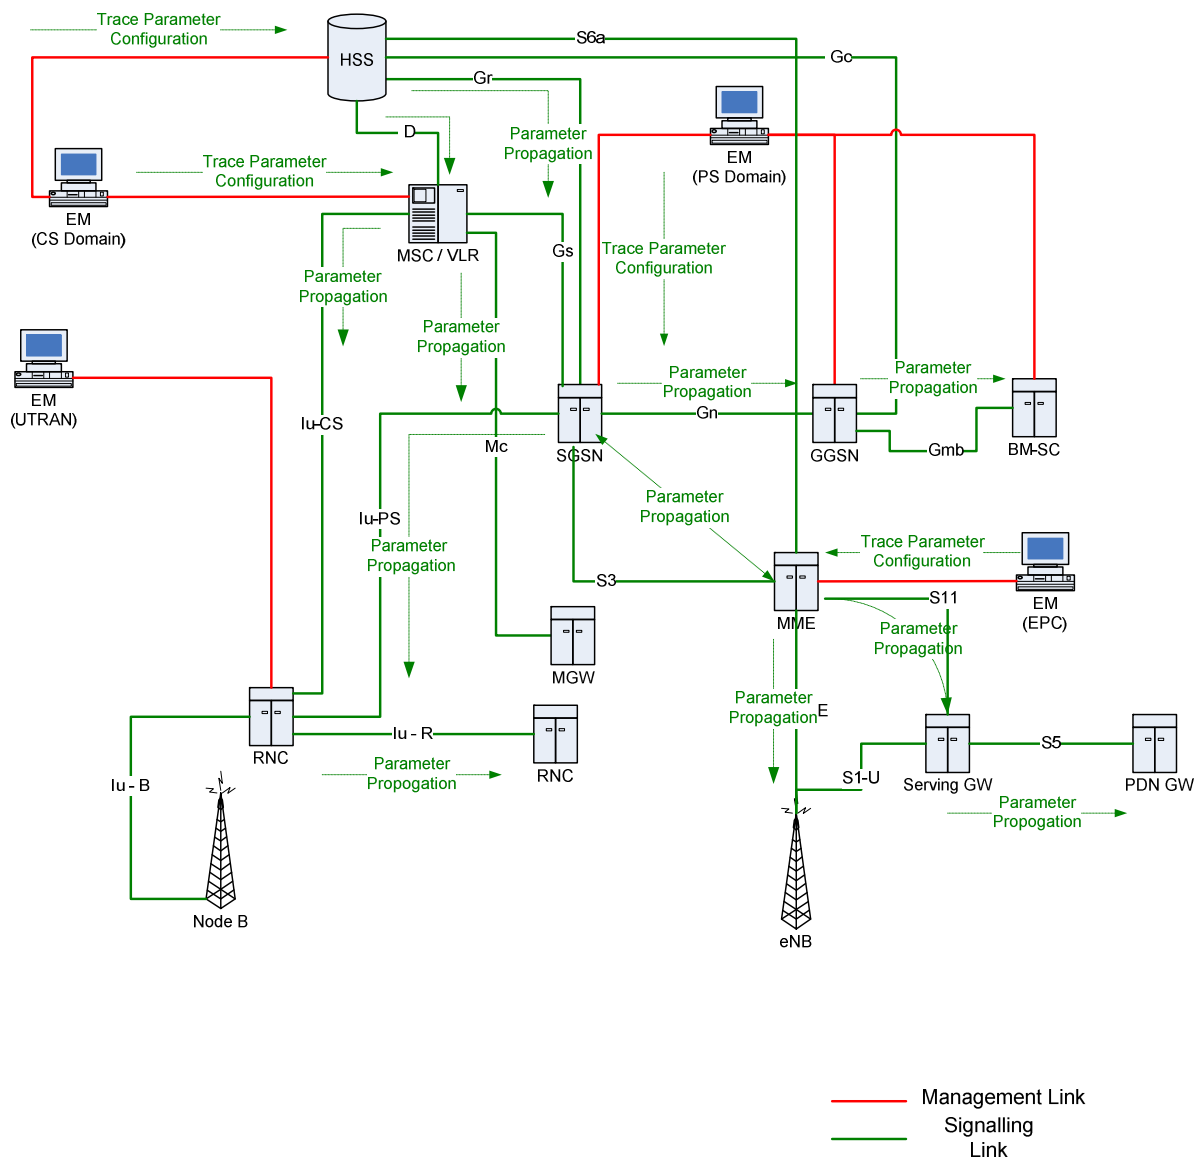 Trace Parameter
Configuration
HSS
S6a
Gc
Gr
D
Parameter
Propagation
EM
(PS Domain)
Trace Parameter
Configuration
EM
(CS Domain)
MSC / VLR
Gs
Trace Parameter
Configuration
Parameter
Propagation
Parameter
Propagation
EM
(UTRAN)
Parameter
Propagation
Parameter
Propagation
Iu-CS
Gn
Mc
SGSN
GGSN
Gmb
BM-SC
Iu-PS
Parameter
Propagation
Parameter
Propagation
Trace Parameter
Configuration
S3
MME
S11
EM
(EPC)
Parameter
Propagation
MGW
Parameter
Propagation
E
RNC
Iu - R
RNC
Parameter
Propogation
Iu - B
S1-U
S5
Serving GW
PDN GW
Parameter
Propogation
Node B
eNB
Management Link
Signalling
Link